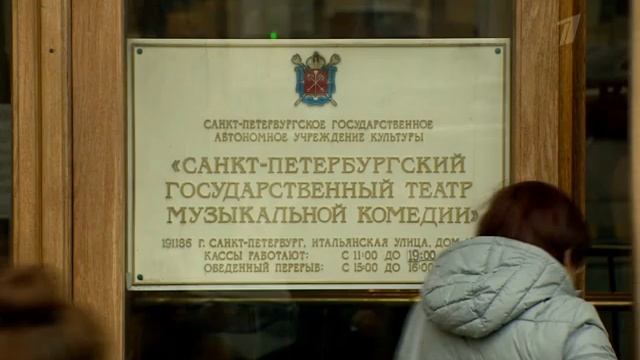 САНКТ-ПЕТЕРБУРГСКОЕ ГОСУДАРСТВЕННОЕ
АВТОНОМНОЕ УЧРЕЖДЕНИЕ КУЛЬТУРЫ
«САНКТ-ПЕТЕРБУРГСКИЙ
ГОСУДАРСТВЕННЫЙ ТЕАТР
МУЗЫКАЛЬНОЙ КОМЕДИИ»
191186 Г. САНКТ-ПЕТЕРБУРГ, ИТАЛЬЯНСКАЯ УЛИЦА, ДОМ
КАССЫ РАБОТАЮТ: С 11:00 ДО 19:00
ОБЕДЕННЫЙ ПЕРЕРЫВ: С 15:00 ДО 16:00